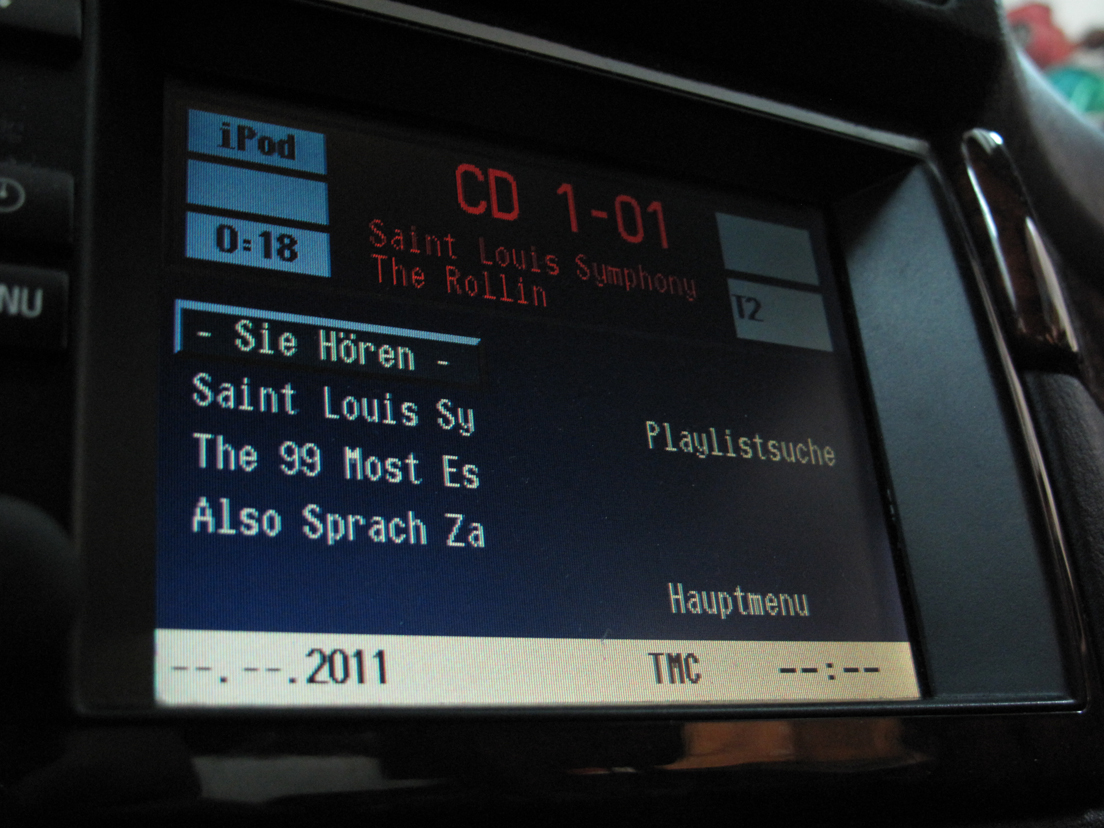 iPod
CD 1-01
0:18
Saint Louis Symphony
The Rollin
T2
- Sie Hören -
Saint Louis Sy
The 99 Most Es
Also Sprach Za
Playlistsuche
Hauptmenu
--.--.2011 TMC --:--
NU